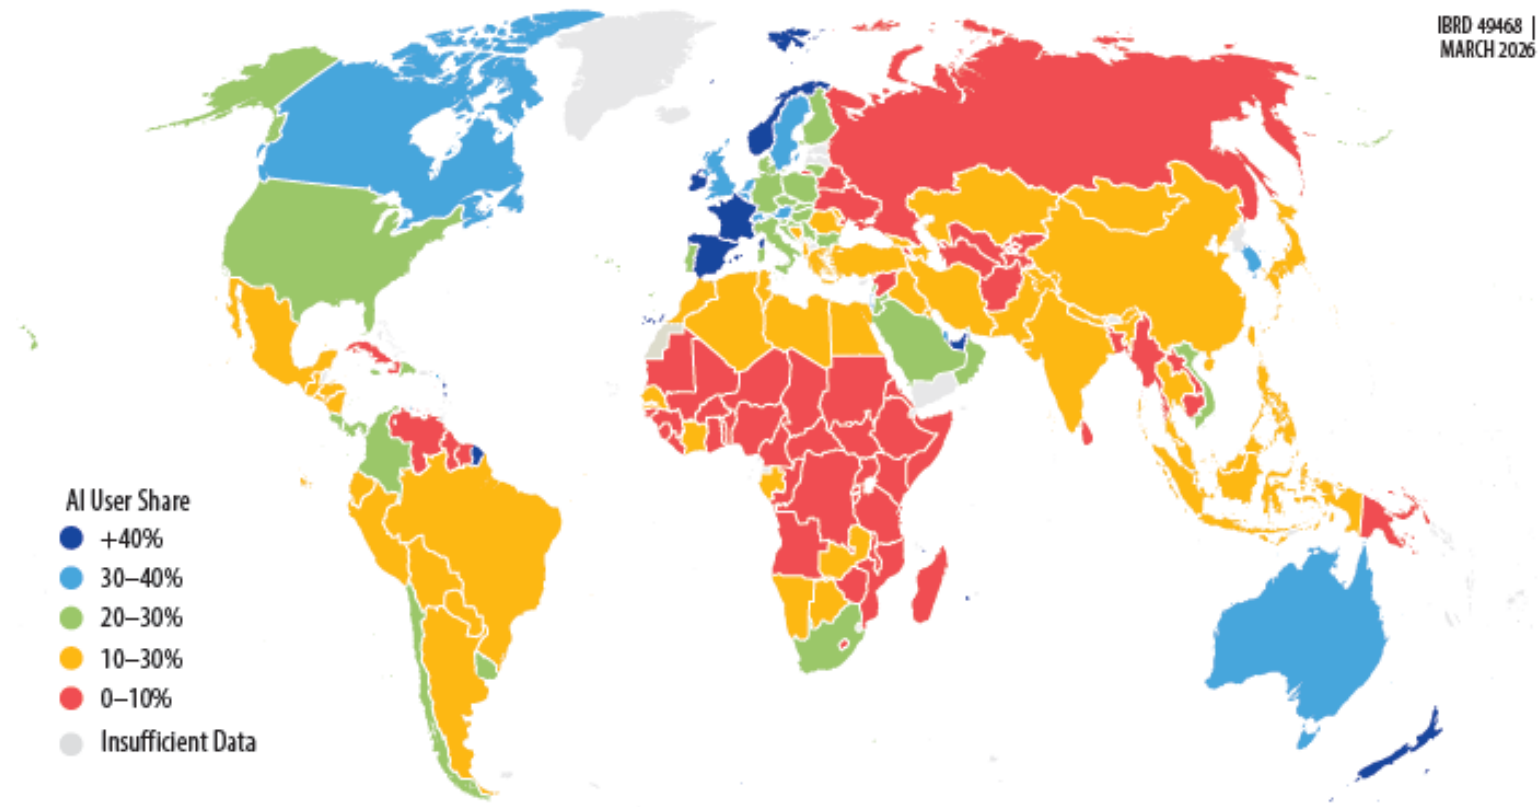 IBRD 49468 |
MARCH 2026
AI User Share
+40%
30–40%
20–30%
10–30%
0–10%
Insufficient Data